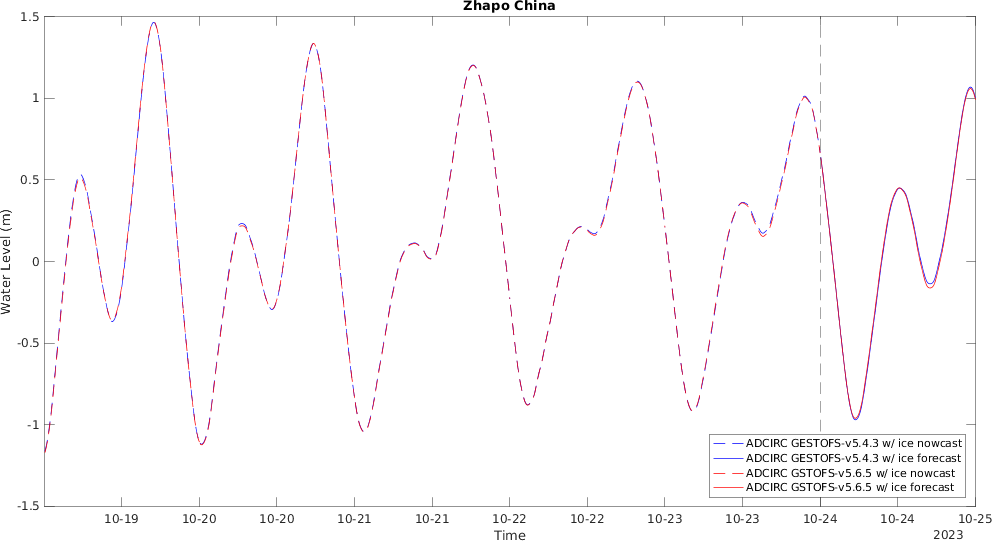 Zhapo China
1.5
1
0.5
0
-0.5
-1
-1.5
Water Level (m)
ADCIRC GESTOFS-v5.4.3 w/ ice nowcast
ADCIRC GESTOFS-v5.4.3 w/ ice forecast
ADCIRC GSTOFS-v5.6.5 w/ ice nowcast
ADCIRC GSTOFS-v5.6.5 w/ ice forecast
10-19 10-20 10-20 10-21 10-21 10-22 10-22 10-23 10-23 10-24 10-24 10-25
Time
2023